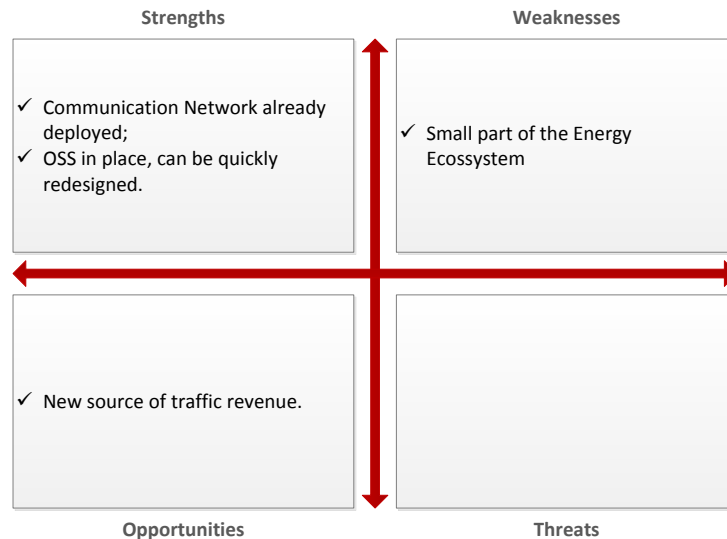 Strengths
Weaknesses
✓ Communication Network already
deployed;
✓ OSS in place, can be quickly
redesigned.
✓ Small part of the Energy
Ecossystem
✓ New source of traffic revenue.
Opportunities
Threats